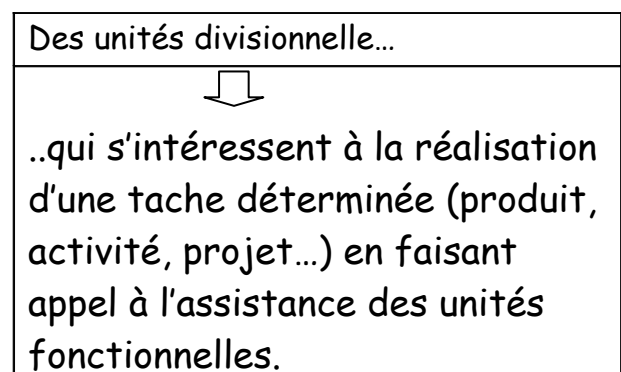 Des unités divisionnelle…
..qui s’intéressent à la réalisation
d’une tache déterminée (produit,
activité, projet…) en faisant
appel à l’assistance des unités
fonctionnelles.